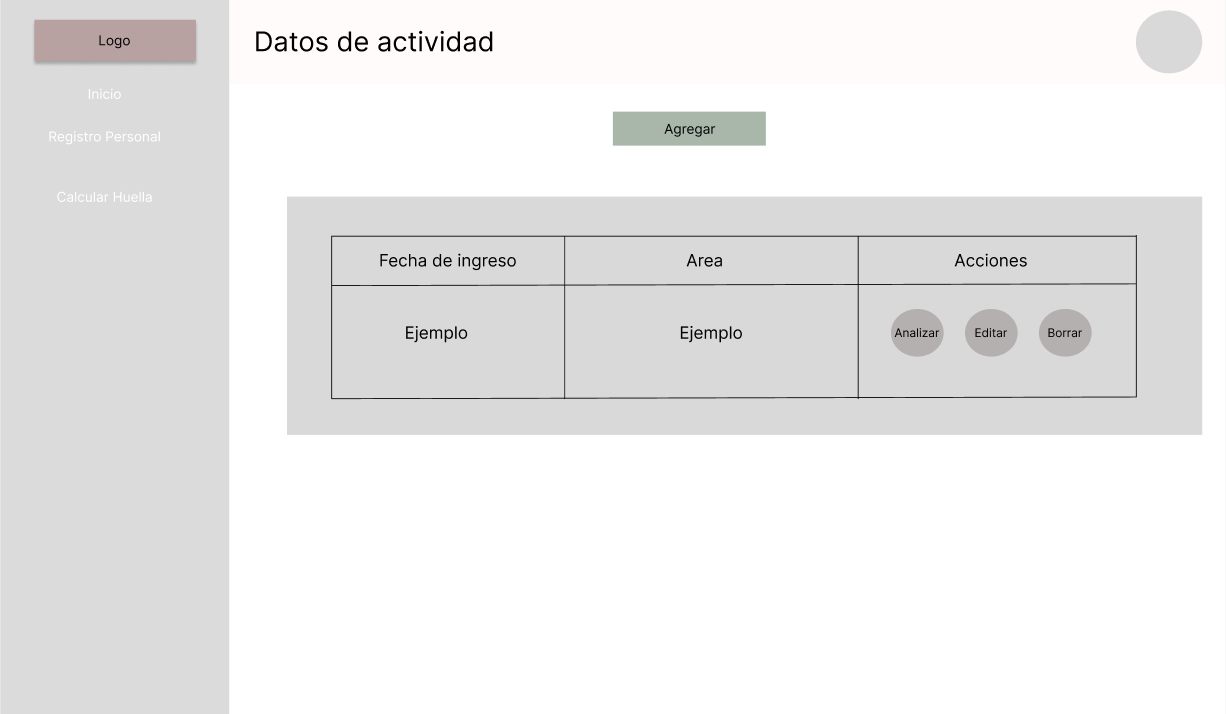 Logo
Inicio
Registro Personal
Calcular Huella
Datos de actividad
Agregar
Fecha de ingreso Area Acciones
Ejemplo Ejemplo Analizar Editar Borrar